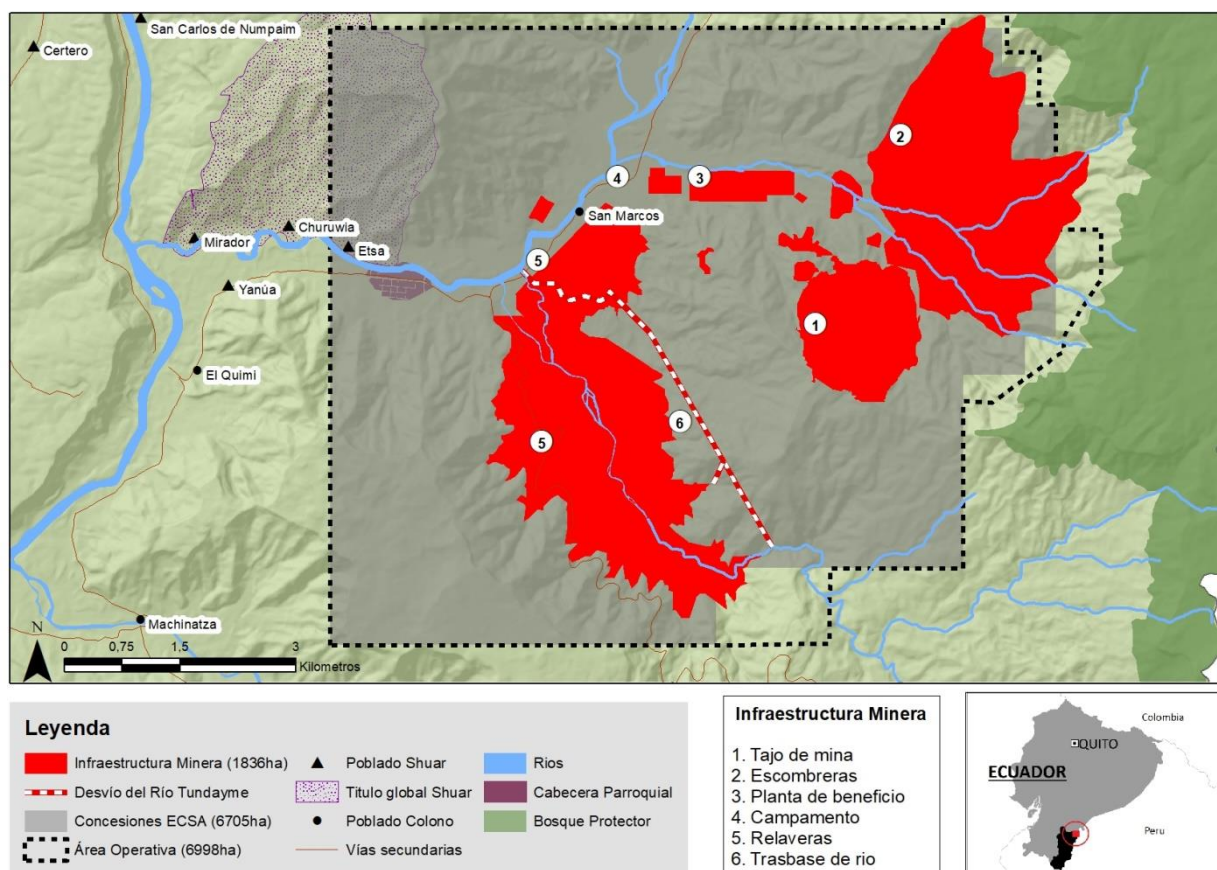 San Carlos de Numpaim
Certero
2
4
3
San Marcos
Churuwia
Mirador
Etsa
5
Yanúa
1
El Quimi
6
5
Machinatza
N
0 0,75 1,5 3
Kilometros
Leyenda
Infraestructura Minera (1836ha)
Desvío del Río Tundayme
Concesiones ECSA (6705ha)
Área Operativa (6998ha)
Poblado Shuar
Titulo global Shuar
Poblado Colono
Vías secundarias
Rios
Cabecera Parroquial
Bosque Protector
Infraestructura Minera
1. Tajo de mina
2. Escombreras
3. Planta de beneficio
4. Campamento
5. Relaveras
6. Trasbase de rio
Colombia
QUITO
ECUADOR
Peru